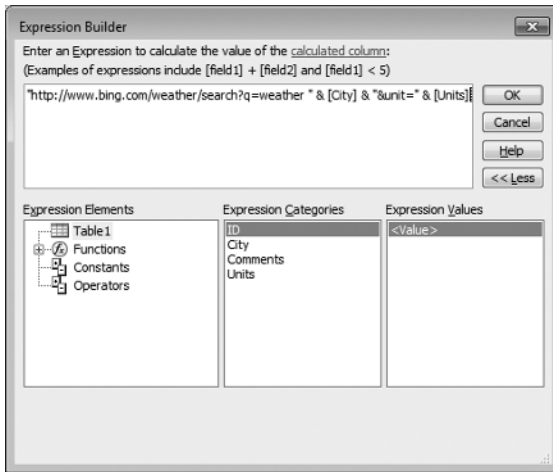 Expression Builder
Enter an Expression to calculate the value of the calculated column:
(Examples of expressions include [field1] + [field2] and [field1] < 5)
"http://www.bing.com/weather/search?q=weather " & [City] & "&unit=" & [Units]
OK
Cancel
Help
<< Less
Expression Elements
Table1
Functions
Constants
Operators
Expression Categories
ID
City
Comments
Units
Expression Values
<Value>